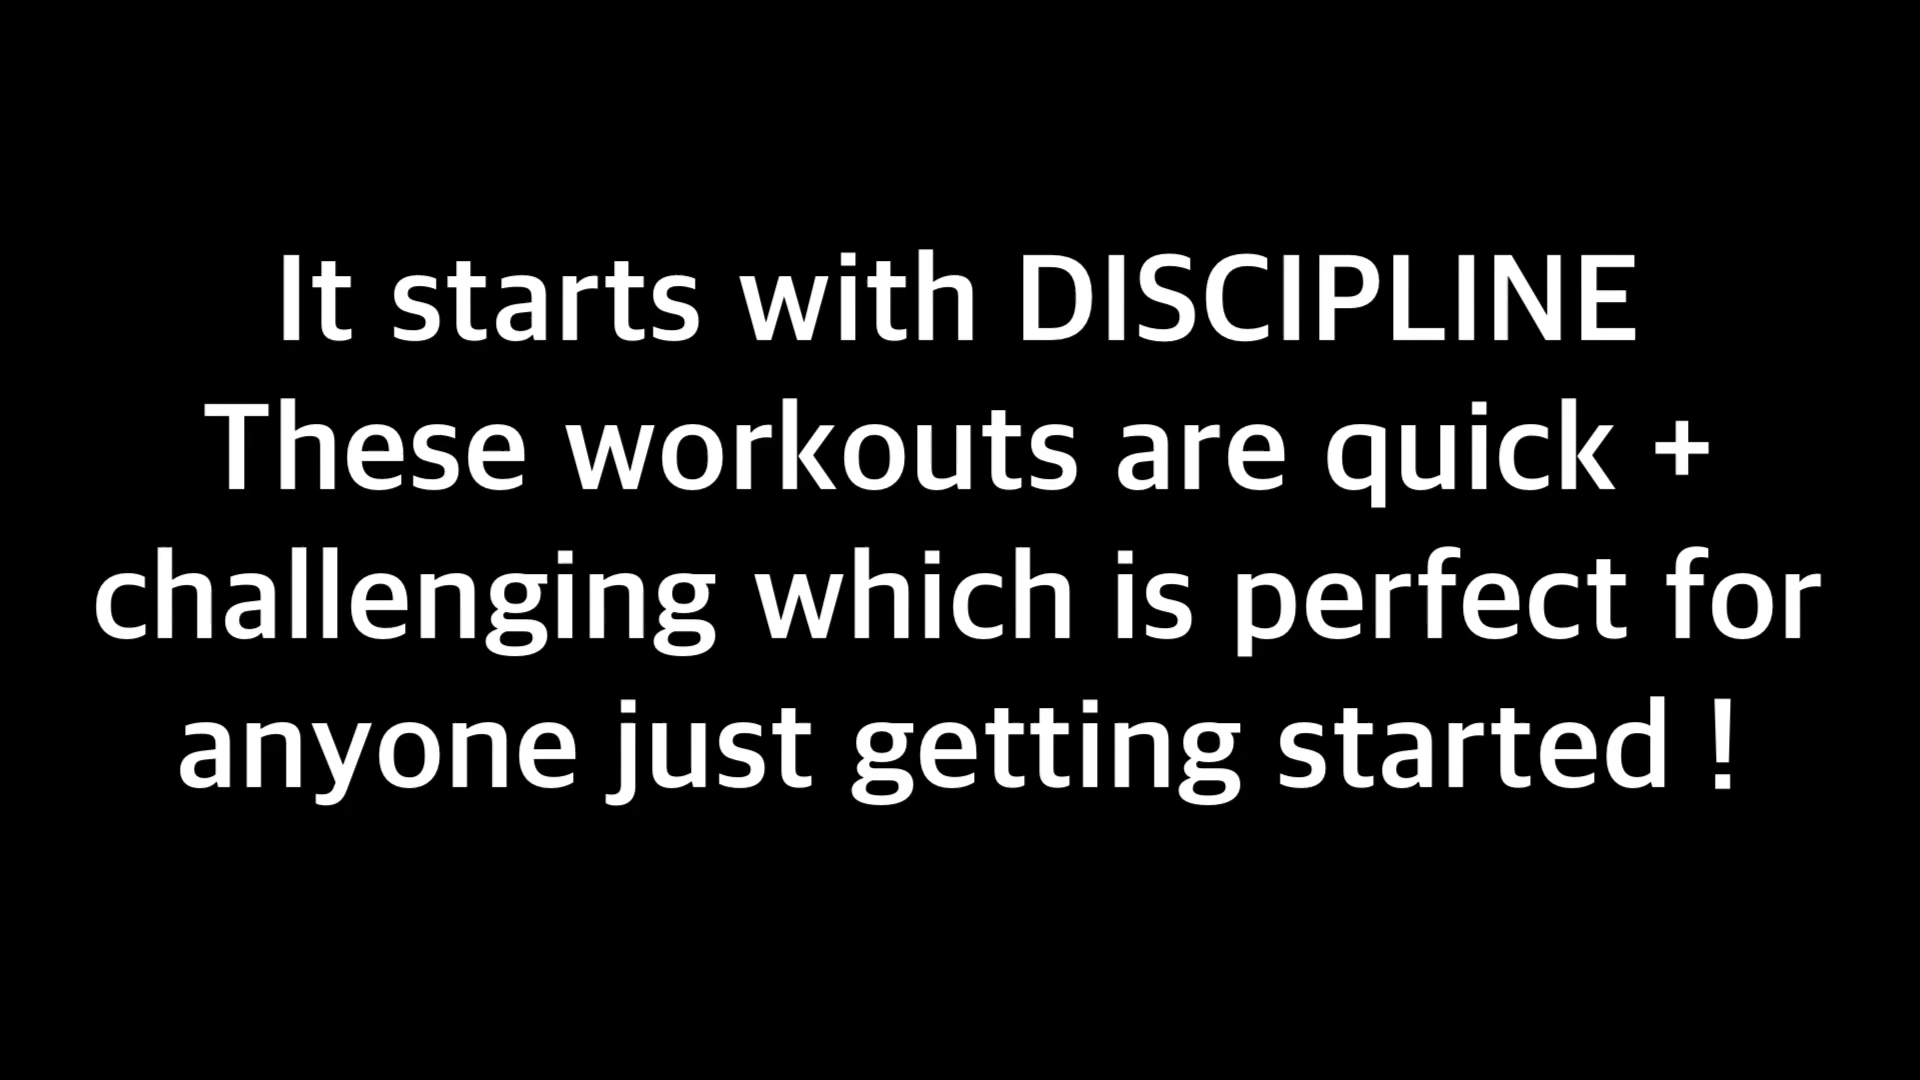 It starts with DISCIPLINE
These workouts are quick +
challenging which is perfect for
anyone just getting started !